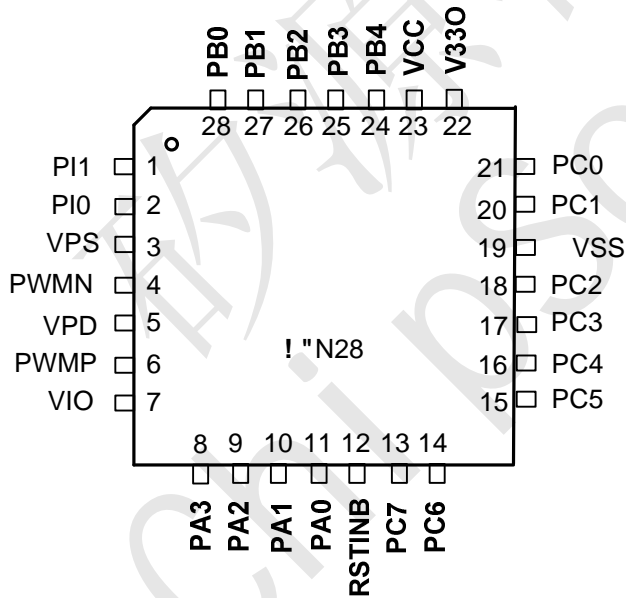 PB0 PB1 PB2 PB3 PB4 VCC V33O
28 27 26 25 24 23 22
PI1 1 21 PC0
PI0 2 20 PC1
VPS 3 19 VSS
PWMN 4 18 PC2
VPD 5 17 PC3
PWMP 6 16 PC4
VIO 7 15 PC5
! "N28
8 9 10 11 12 13 14
PA3 PA2 PA1 PA0 RSTINB PC7 PC6